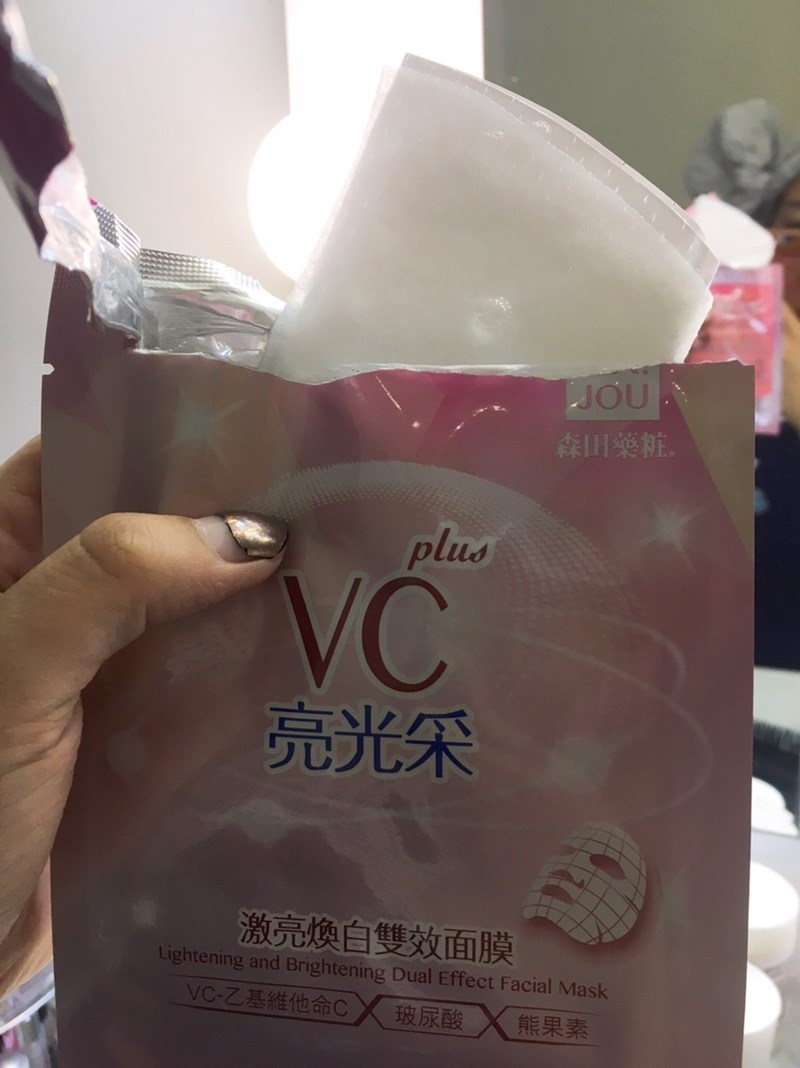 JOU
森田藥粧®
plus
VC
亮光采
激亮煥白雙效面膜
Lightening and Brightening Dual Effect Facial Mask
VC-乙基維他命C
玻尿酸
熊果素